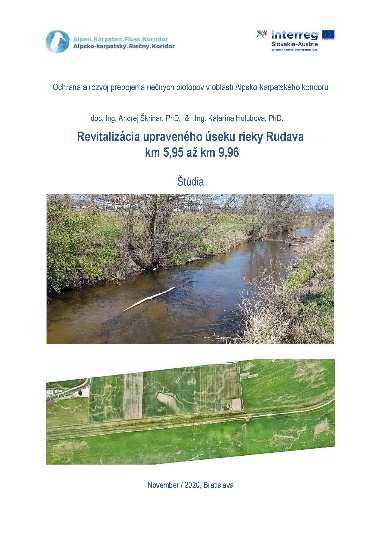 Alpen.Karpaten.Fluss.Korridor
Alpsko-karpatský.Riečny.Koridor
Interreg
Slovakia-Austria
Ochrana a rozvoj prepojenia riečnych biotopov v oblasti Alpsko-karpatského koridoru
doc. Ing. Andrej Škrinár, PhD. & Ing. Katarína Holubová, PhD.
Revitalizácia upraveného úseku rieky Rudava
km 5,95 až km 9,96
Štúdia
November / 2020, Bratislava